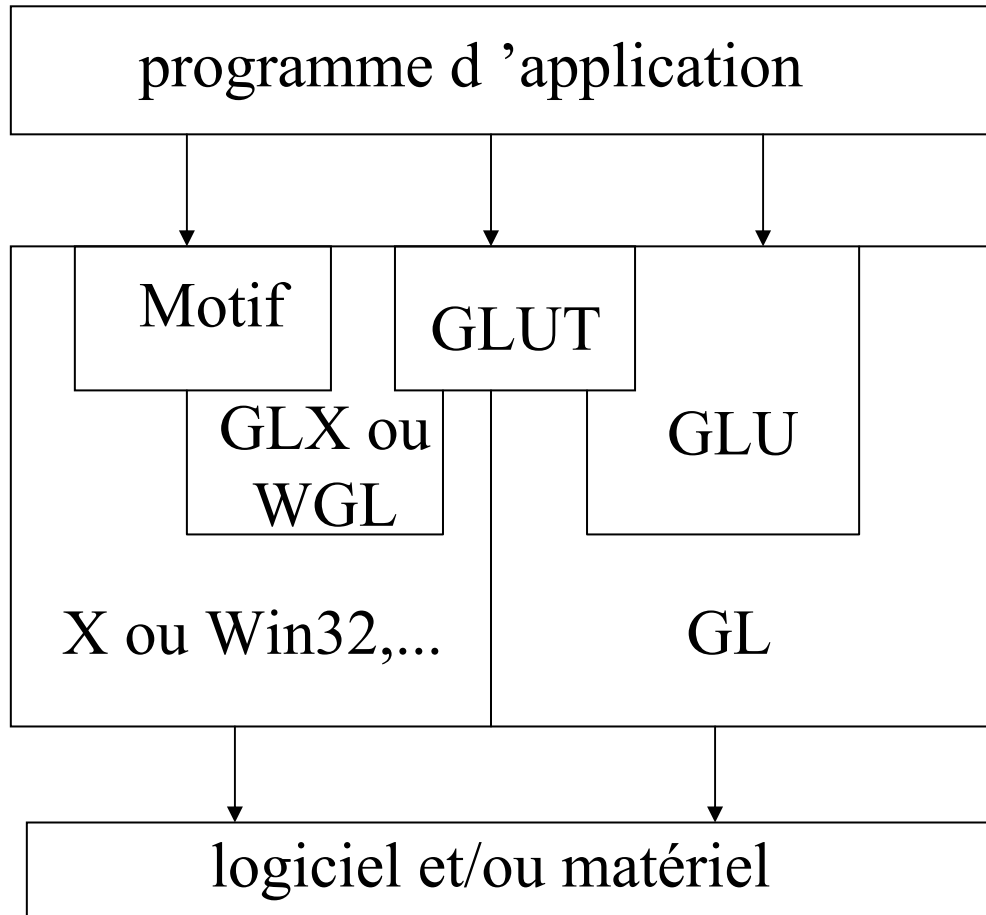 programme d ’application
Motif
GLUT
GLX ou
WGL
GLU
X ou Win32,...
GL
logiciel et/ou matériel